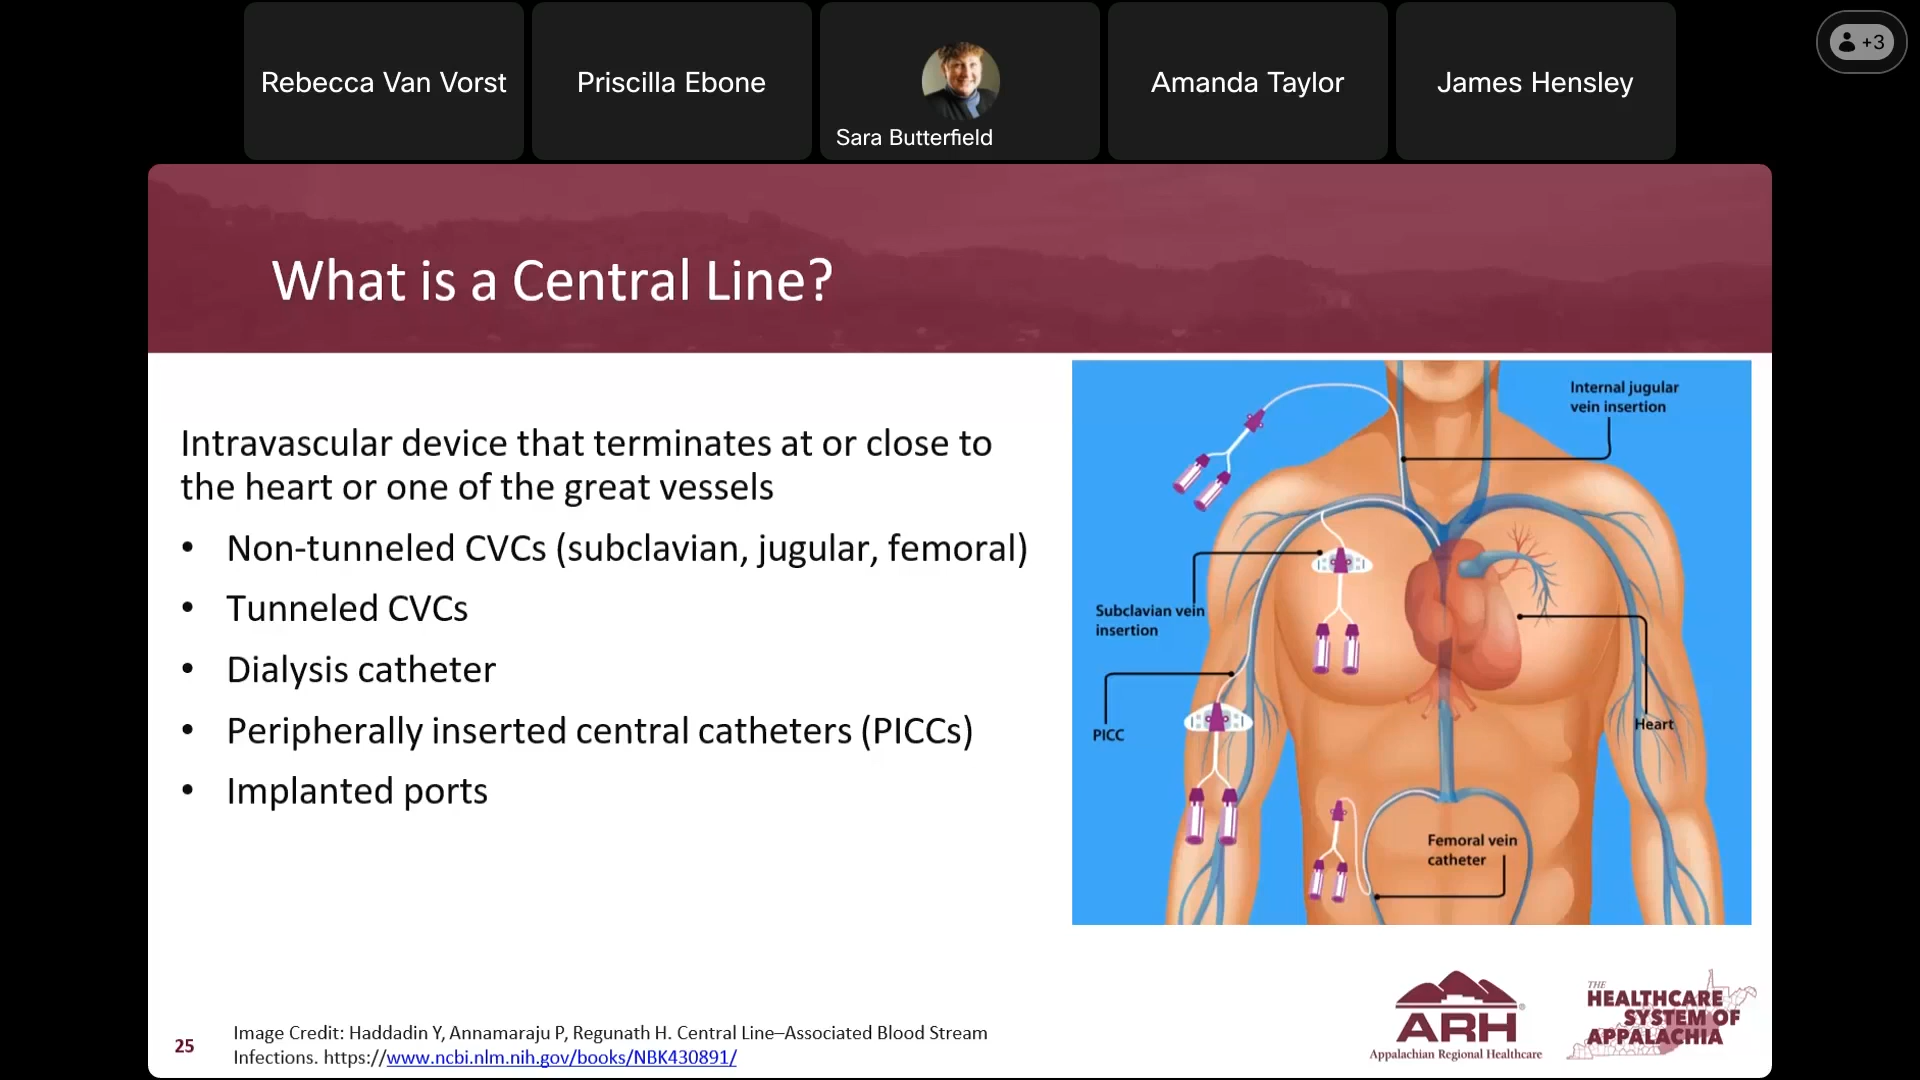 Rebecca Van Vorst
Priscilla Ebone
Sara Butterfield
Amanda Taylor
James Hensley
+3
What is a Central Line?
Intravascular device that terminates at or close to
the heart or one of the great vessels
• Non-tunneled CVCs (subclavian, jugular, femoral)
• Tunneled CVCs
• Dialysis catheter
• Peripherally inserted central catheters (PICCs)
• Implanted ports
Internal jugular
vein insertion
Subclavian vein
insertion
PICC
Heart
Femoral vein
catheter
25
Image Credit: Haddadin Y, Annamaraju P, Regunath H. Central Line–Associated Blood Stream
Infections. https://www.ncbi.nlm.nih.gov/books/NBK430891/
ARH®
Appalachian Regional Healthcare
THE
HEALTHCARE
SYSTEM OF
APPALACHIA